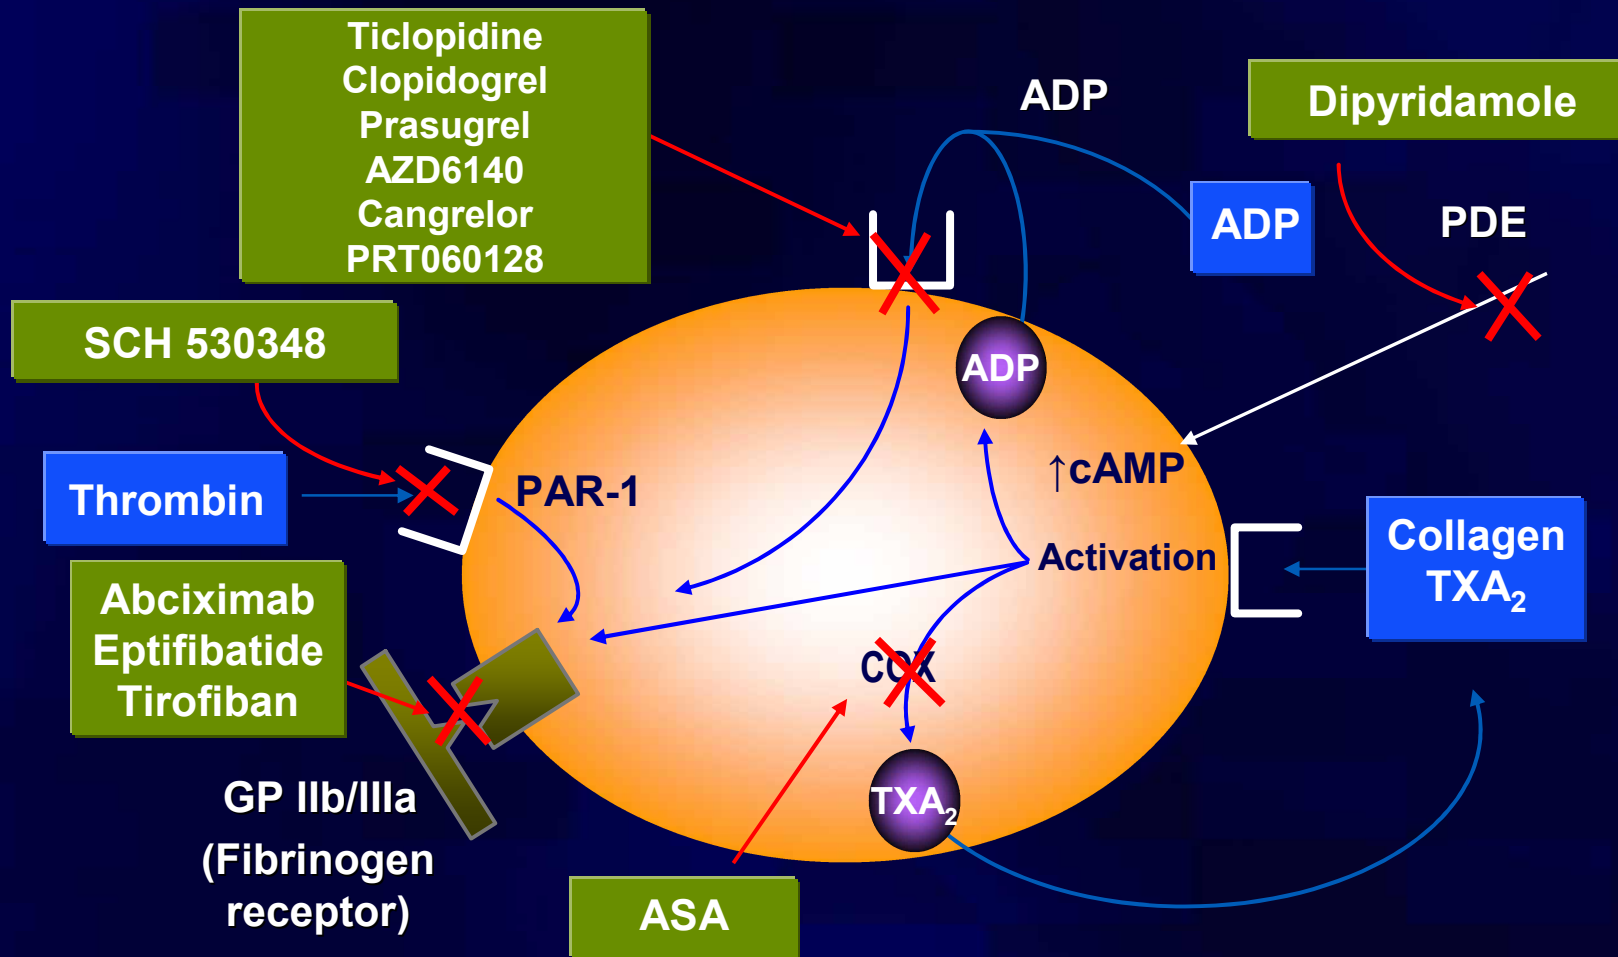 Ticlopidine
Clopidogrel
Prasugrel
AZD6140
Cangrelor
PRT060128
ADP
Dipyridamole
ADP
PDE
SCH 530348
ADP
Thrombin
PAR-1
↑cAMP
Activation
Collagen
TXA₂
Abciximab
Eptifibatide
Tirofiban
COX
GP IIb/IIIa
(Fibrinogen
receptor)
TXA₂
ASA